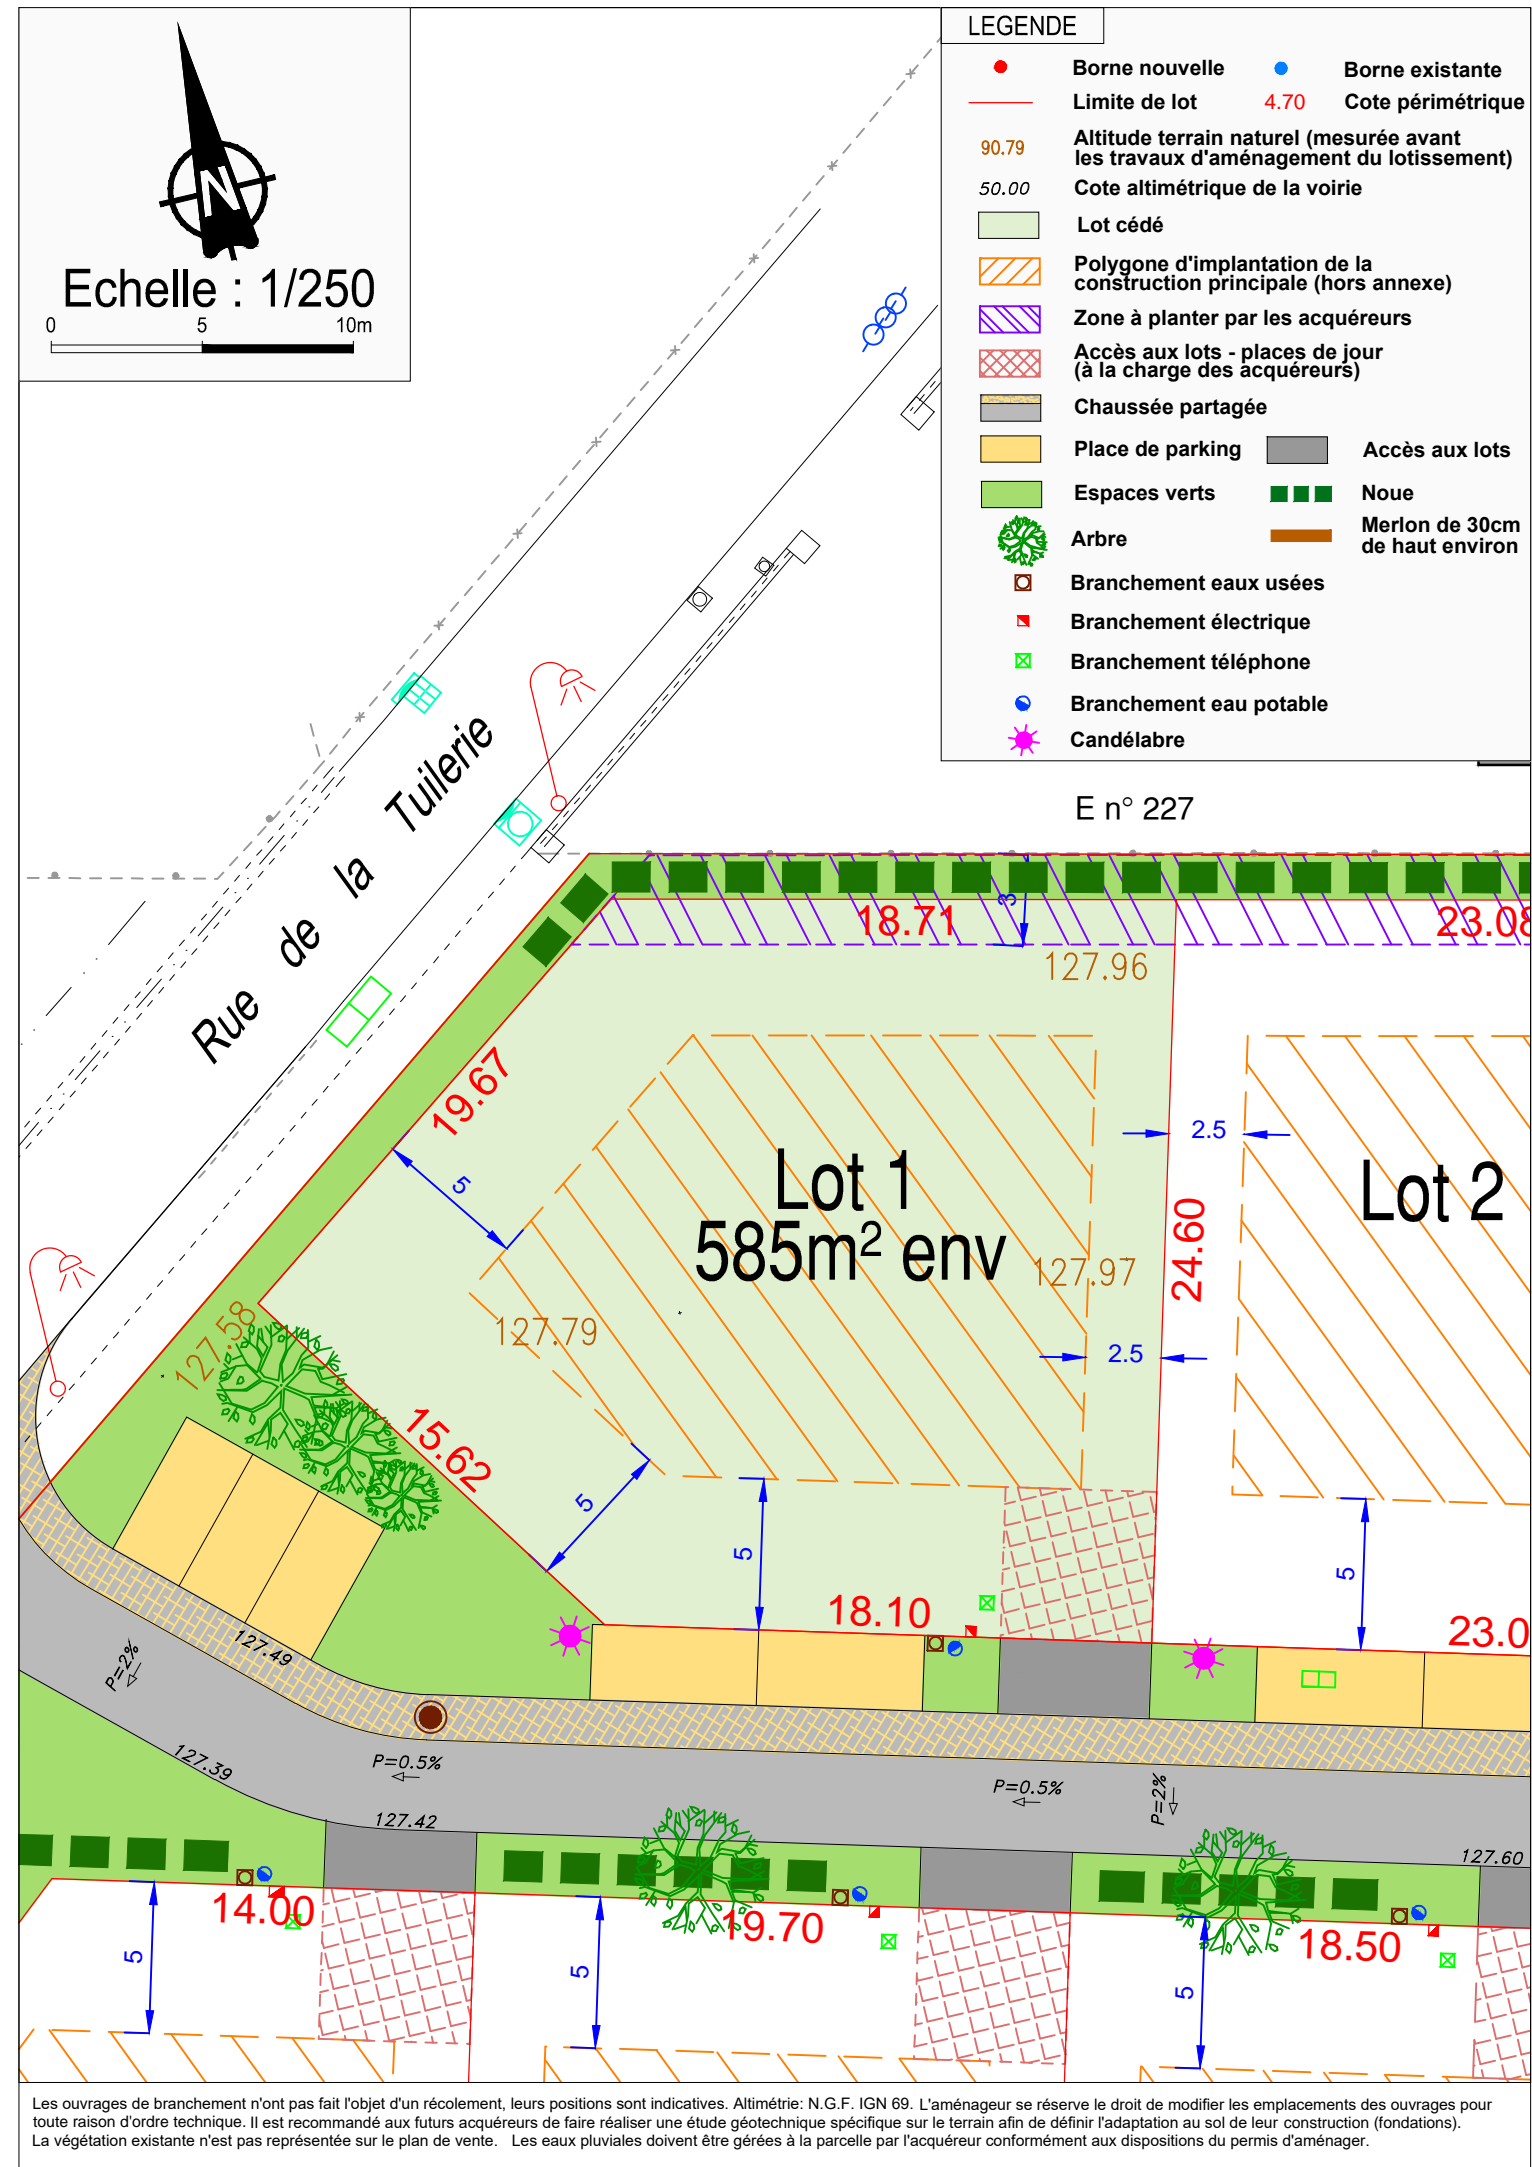 N
Echelle : 1/250
0 5 10m
LEGENDE
Borne nouvelle
Borne existante
Limite de lot
4.70
Cote périmétrique
90.79
Altitude terrain naturel (mesurée avant
les travaux d'aménagement du lotissement)
50.00
Cote altimétrique de la voirie
Lot cédé
Polygone d'implantation de la
construction principale (hors annexe)
Zone à planter par les acquéreurs
Accès aux lots - places de jour
(à la charge des acquéreurs)
Chaussée partagée
Place de parking
Accès aux lots
Espaces verts
Noue
Arbre
Merlon de 30cm
de haut environ
Branchement eaux usées
Branchement électrique
Branchement téléphone
Branchement eau potable
Candélabre
E n° 227
Rue de la Tuilerie
18.71
3
23.08
127.96
19.67
5
2.5
Lot 1
585m² env
Lot 2
24.60
127.97
127.79
127.58
2.5
15.62
5
5
5
18.10
23.0
127.49
P=2%
127.39
P=0.5%
P=0.5%
P=2%
127.42
127.60
14.00
19.70
18.50
5
5
5
Les ouvrages de branchement n'ont pas fait l'objet d'un récolement, leurs positions sont indicatives. Altimétrie: N.G.F. IGN 69. L'aménageur se réserve le droit de modifier les emplacements des ouvrages pour
toute raison d'ordre technique. Il est recommandé aux futurs acquéreurs de faire réaliser une étude géotechnique spécifique sur le terrain afin de définir l'adaptation au sol de leur construction (fondations).
La végétation existante n'est pas représentée sur le plan de vente. Les eaux pluviales doivent être gérées à la parcelle par l'acquéreur conformément aux dispositions du permis d'aménager.